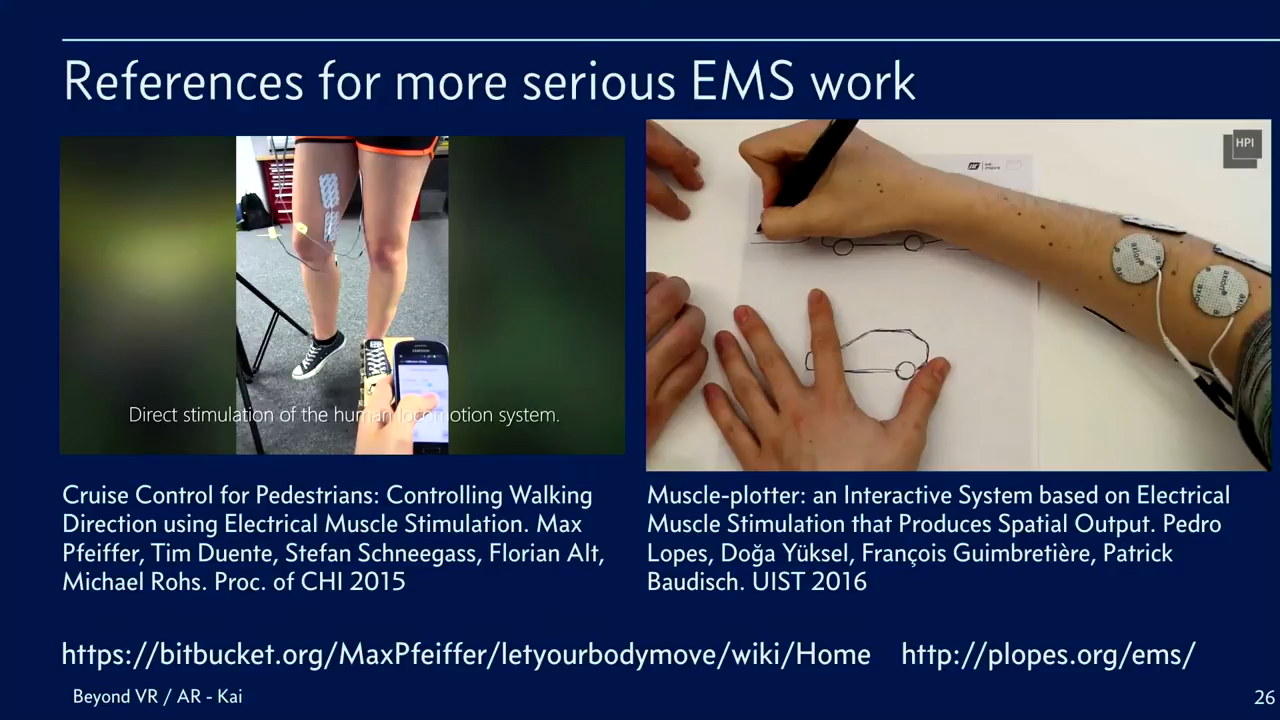 References for more serious EMS work
HPI
Direct stimulation of the human locomotion system.
Cruise Control for Pedestrians: Controlling Walking
Direction using Electrical Muscle Stimulation. Max
Pfeiffer, Tim Duente, Stefan Schneegass, Florian Alt,
Michael Rohs. Proc. of CHI 2015
Muscle-plotter: an Interactive System based on Electrical
Muscle Stimulation that Produces Spatial Output. Pedro
Lopes, Doğa Yüksel, François Guimbretière, Patrick
Baudisch. UIST 2016
https://bitbucket.org/MaxPfeiffer/letyourbodymove/wiki/Home
http://plopes.org/ems/
Beyond VR / AR - Kai
26